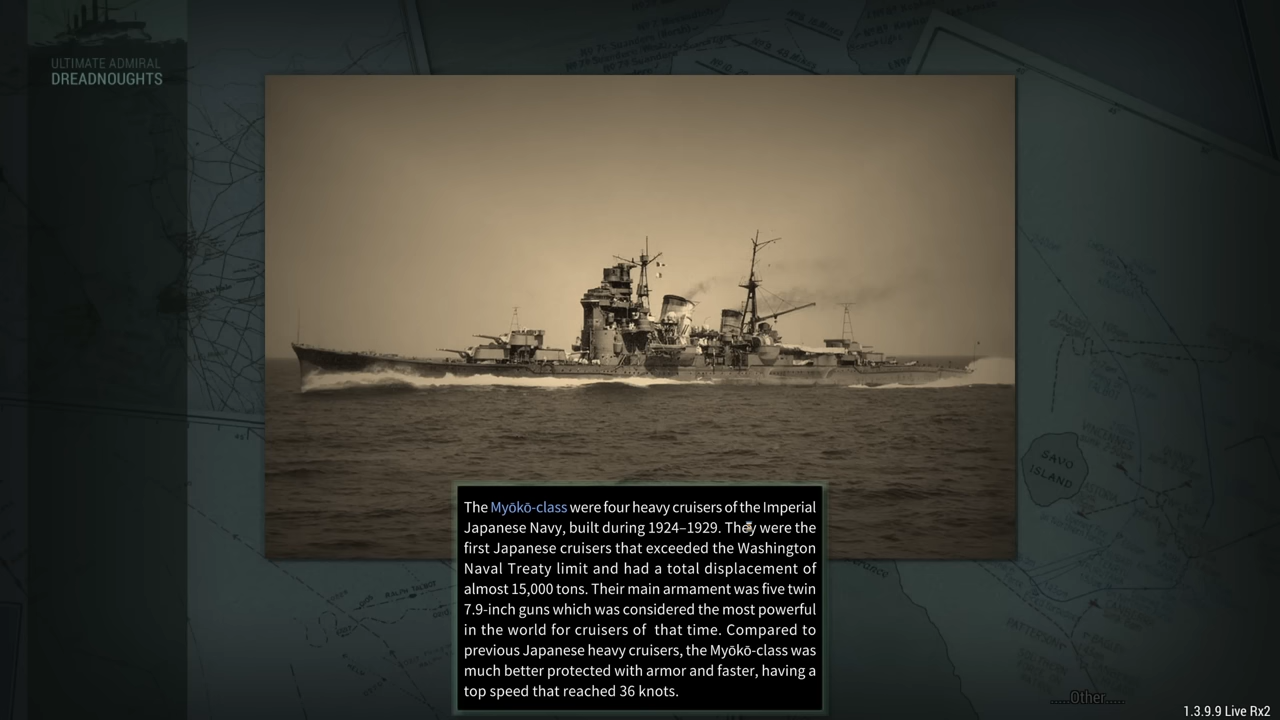 ULTIMATE ADMIRAL
DREADNOUGHTS
The Myōkō-class were four heavy cruisers of the Imperial
Japanese Navy, built during 1924–1929. They were the
first Japanese cruisers that exceeded the Washington
Naval Treaty limit and had a total displacement of
almost 15,000 tons. Their main armament was five twin
7.9-inch guns which was considered the most powerful
in the world for cruisers of that time. Compared to
previous Japanese heavy cruisers, the Myōkō-class was
much better protected with armor and faster, having a
top speed that reached 36 knots.
SAVO
ISLAND
......Other......
1.3.9.9 Live Rx2